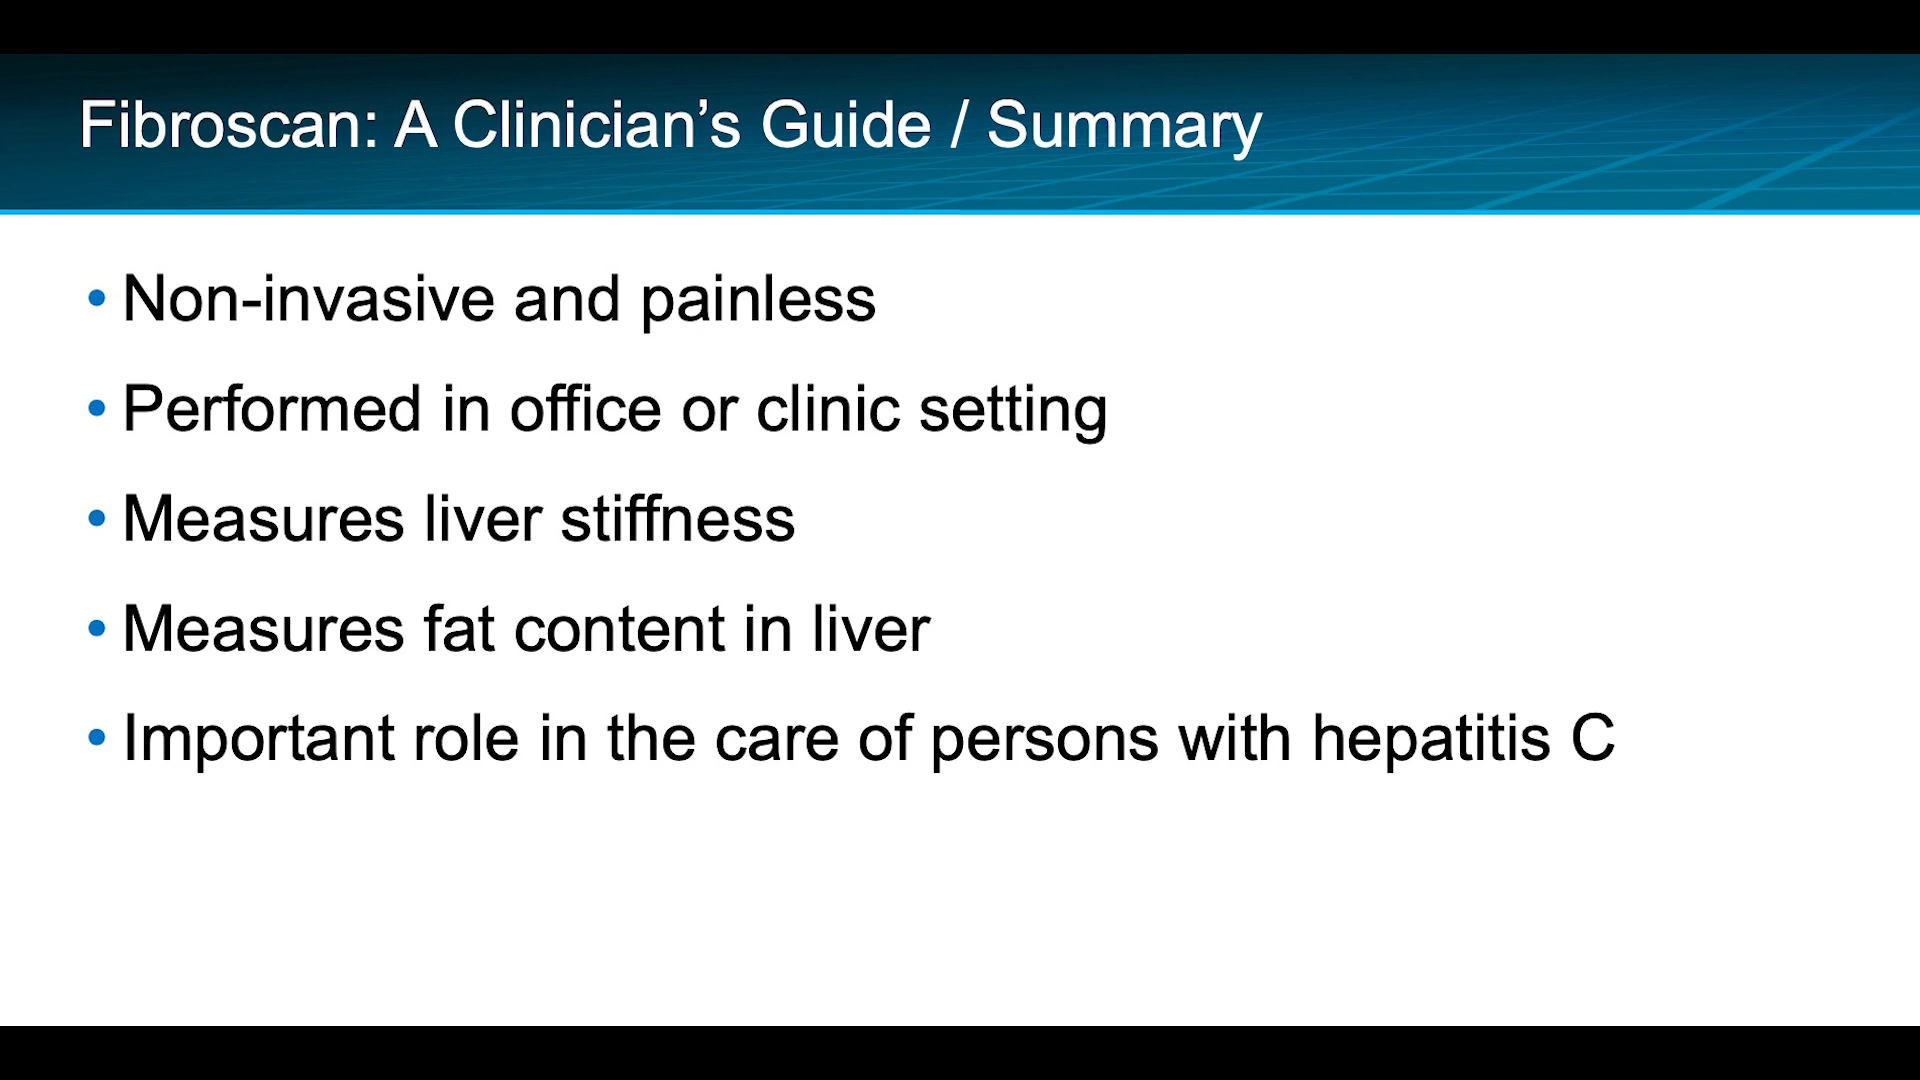 Fibroscan: A Clinician’s Guide / Summary
• Non-invasive and painless
• Performed in office or clinic setting
• Measures liver stiffness
• Measures fat content in liver
• Important role in the care of persons with hepatitis C